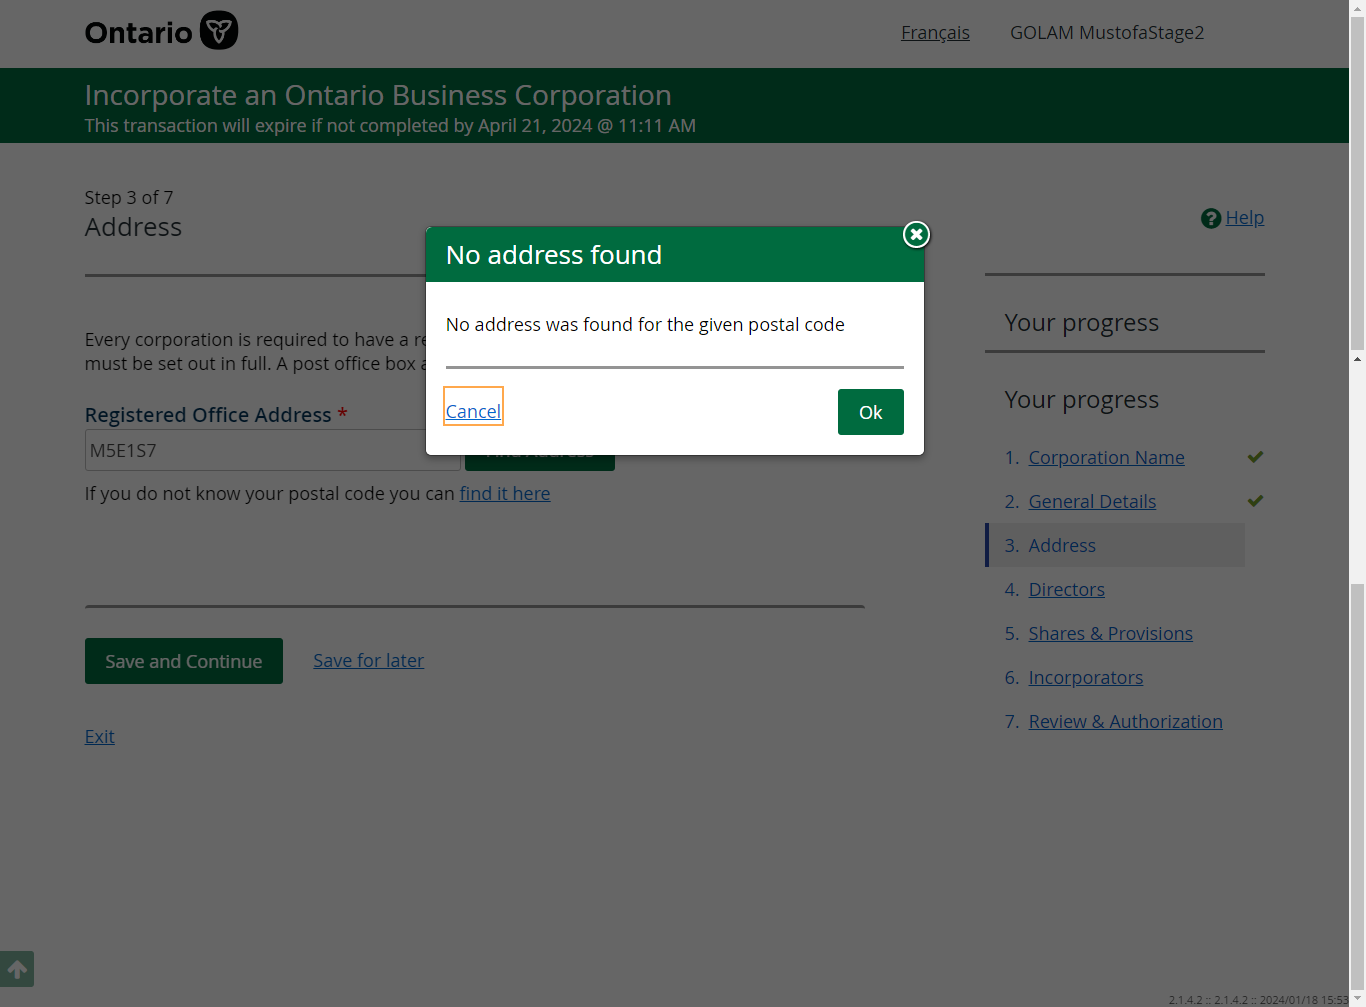 Ontario
Français
GOLAM MustofaStage2
Incorporate an Ontario Business Corporation
This transaction will expire if not completed by April 21, 2024 @ 11:11 AM
Step 3 of 7
Address
Help
No address found
No address was found for the given postal code
Cancel
Ok
Every corporation is required to have a
must be set out in full. A post office box
Registered Office Address *
M5E1S7
If you do not know your postal code you can find it here
Save and Continue
Save for later
Exit
Your progress
Your progress
1. Corporation Name
2. General Details
3. Address
4. Directors
5. Shares & Provisions
6. Incorporators
7. Review & Authorization
2.1.4.2 :: 2.1.4.2 :: 2024/01/18 15:53